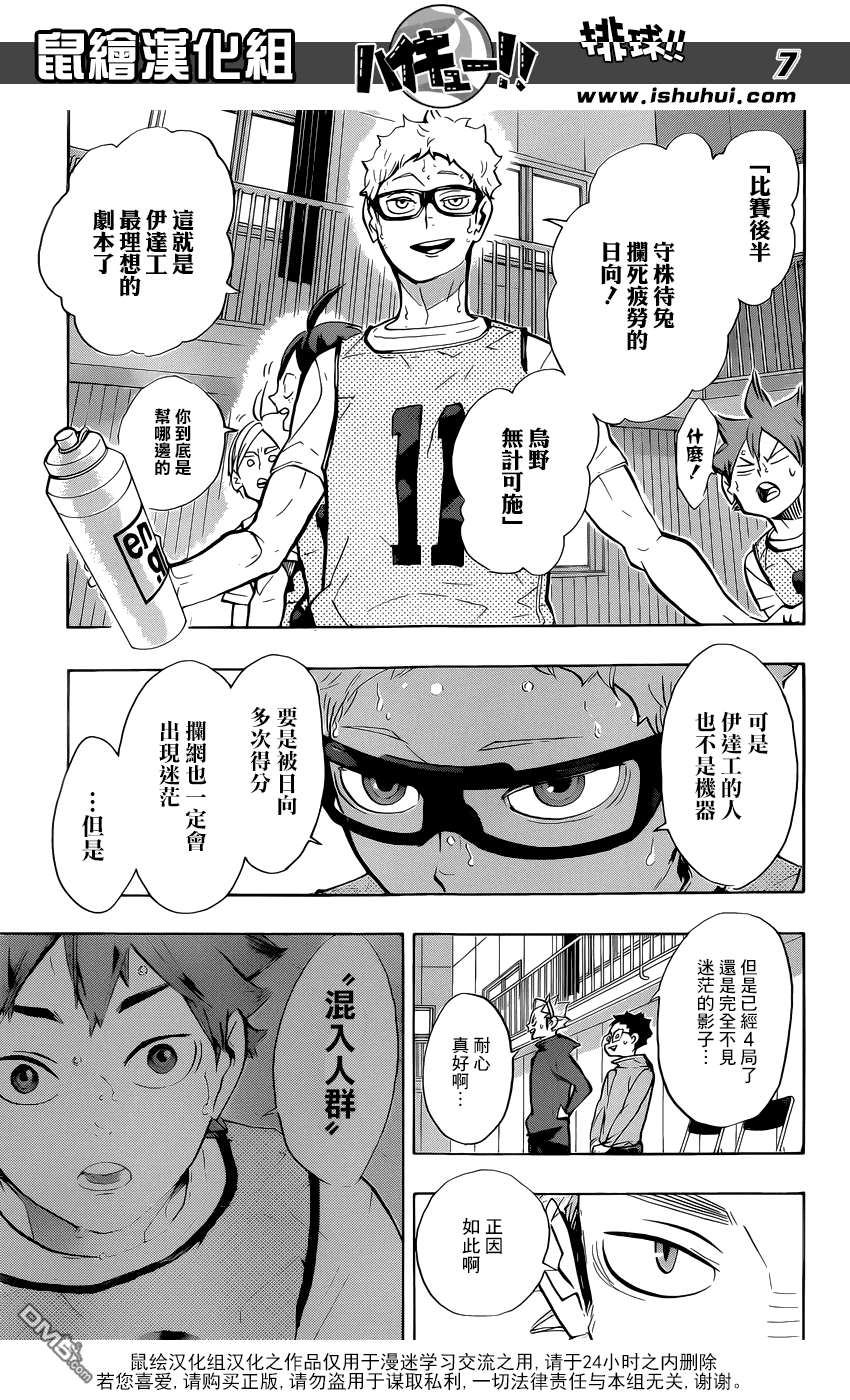 鼠繪漢化組
ハイキュー!!
排球!!
7
www.ishuhui.com
「比賽後半
守株待兔
攔死疲勞的
日向！
烏野
無計可施」
什麼！
這就是
伊達工
最理想的
劇本了
你到底是
幫哪邊的
11
en
可是
伊達工的人
也不是機器
要是被日向
多次得分
攔網也一定會
出現迷茫
…但是
但是已經4局了
還是完全不見
迷茫的影子…
耐心
真好啊…
〝混入人群〟
正因
如此啊
鼠绘汉化组汉化之作品仅用于漫迷学习交流之用, 请于24小时之内删除
若您喜爱, 请购买正版, 请勿盗用于谋取私利, 一切法律责任与本组无关, 谢谢。